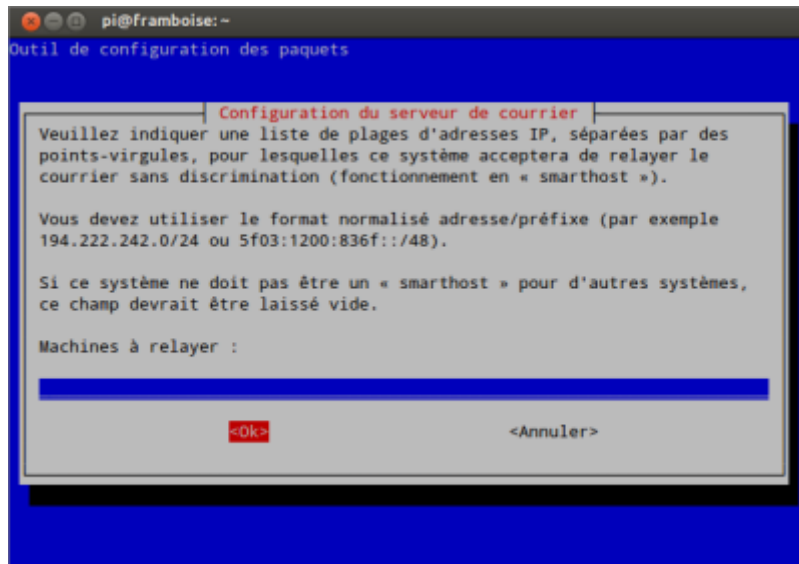 pi@framboise: ~
Outil de configuration des paquets
Configuration du serveur de courrier
Veuillez indiquer une liste de plages d'adresses IP, séparées par des
points-virgules, pour lesquelles ce système acceptera de relayer le
courrier sans discrimination (fonctionnement en « smarthost »).
Vous devez utiliser le format normalisé adresse/préfixe (par exemple
194.222.242.0/24 ou 5f03:1200:836f::/48).
Si ce système ne doit pas être un « smarthost » pour d'autres systèmes,
ce champ devrait être laissé vide.
Machines à relayer :
<Ok> <Annuler>